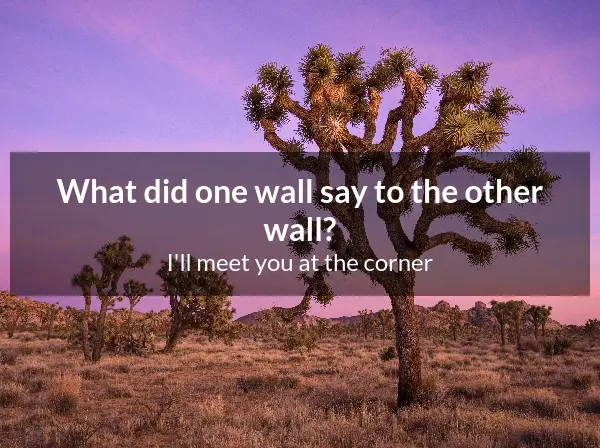 What did one wall say to the other
wall?
I'll meet you at the corner